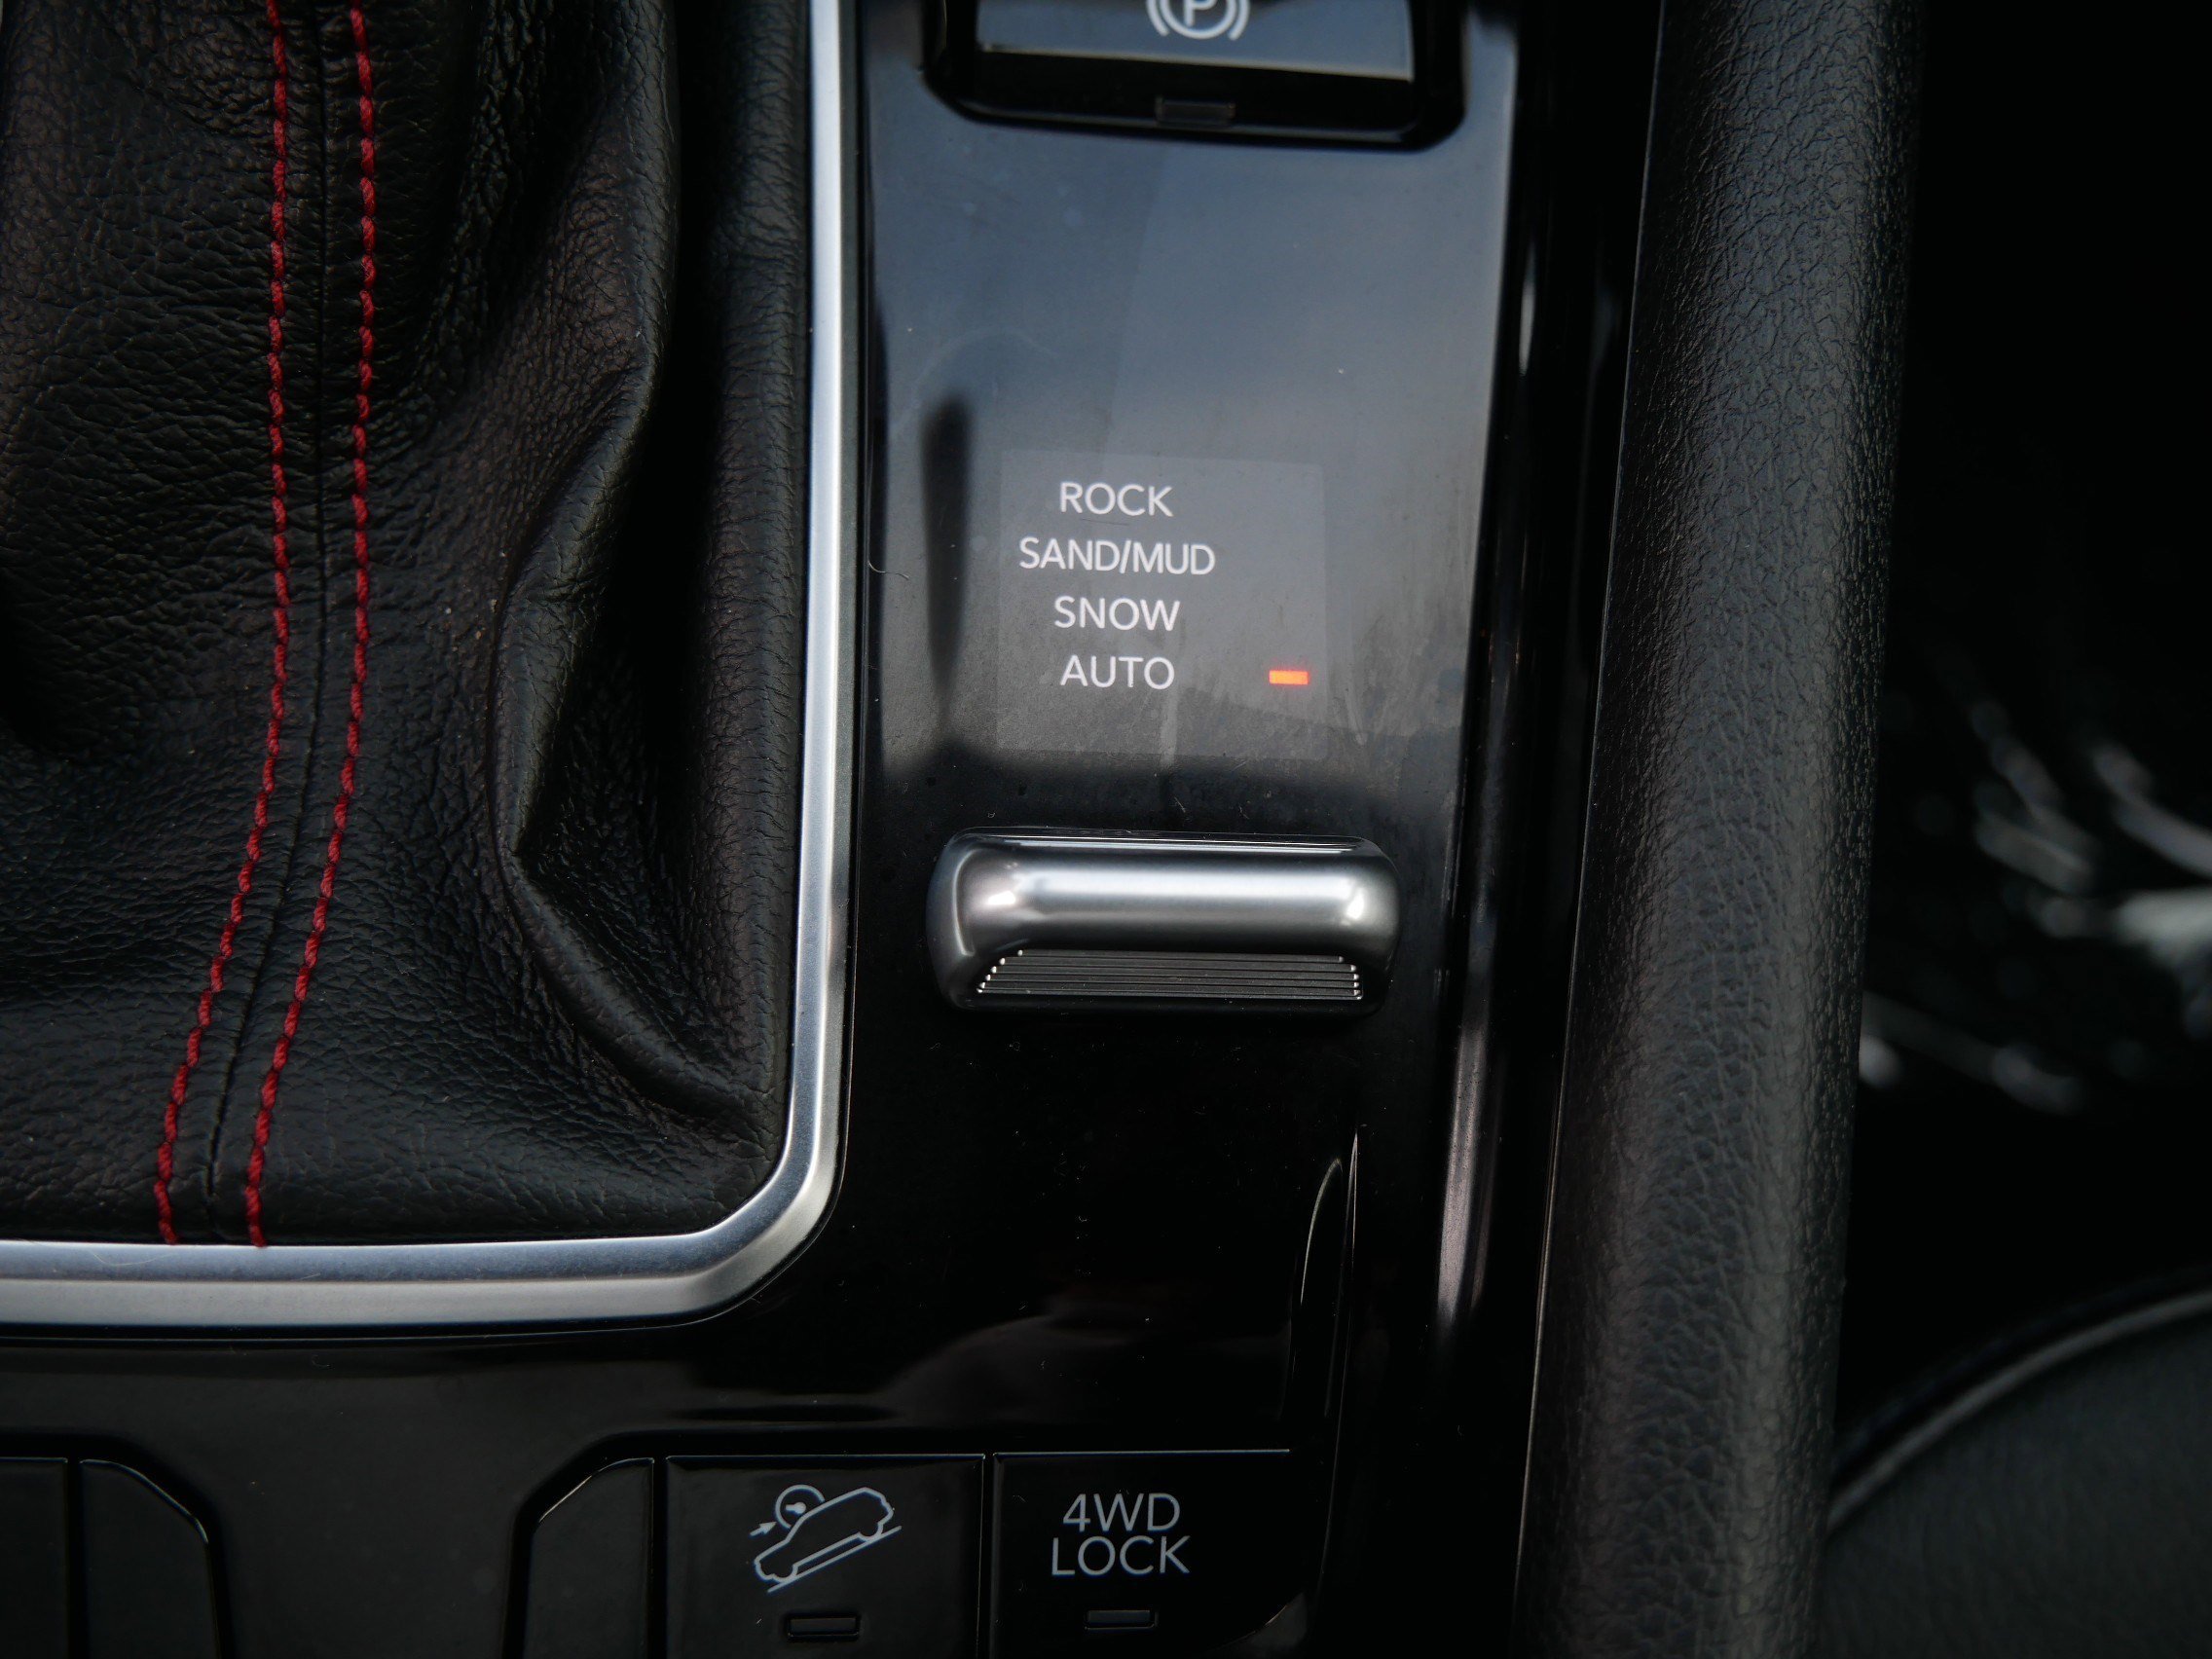 P
ROCK
SAND/MUD
SNOW
AUTO
4WD
LOCK